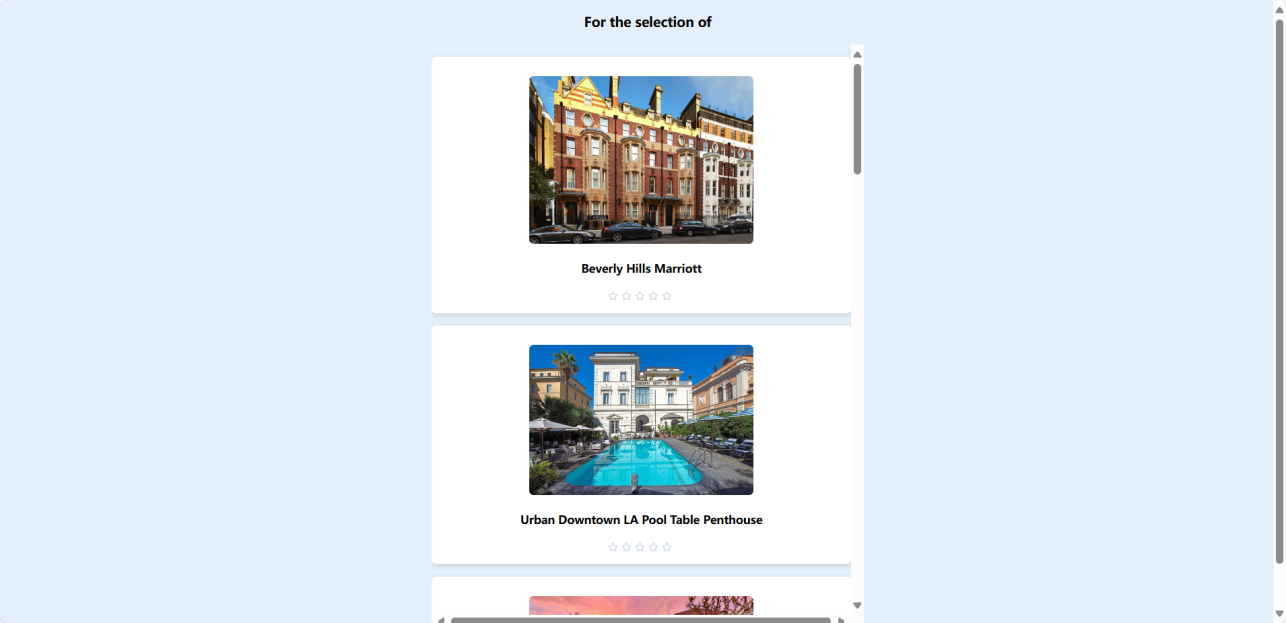 For the selection of
Beverly Hills Marriott
Urban Downtown LA Pool Table Penthouse